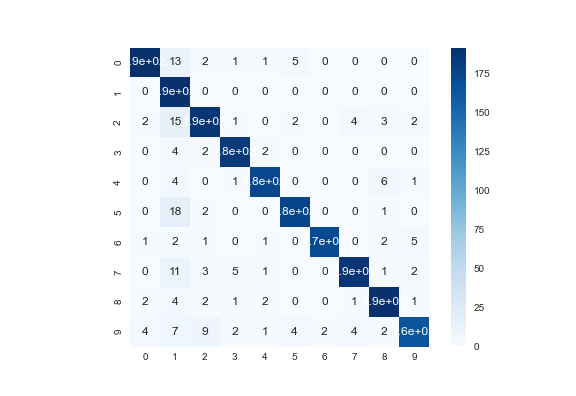 0 .9e+0. 13 2 1 1 5 0 0 0 0
1 0 .9e+0. 0 0 0 0 0 0 0 0
2 2 15 .9e+0. 1 0 2 0 4 3 2
3 0 4 2 .8e+0. 2 0 0 0 0 0
4 0 4 0 1 .8e+0. 0 0 0 6 1
5 0 18 2 0 0 .8e+0. 0 0 1 0
6 1 2 1 0 1 0 .7e+0 0 2 5
7 0 11 3 5 1 0 0 .9e+0. 1 2
8 2 4 2 1 2 0 0 1 .9e+0. 1
9 4 7 9 2 1 4 2 4 2 .6e+0.
0 1 2 3 4 5 6 7 8 9
175
150
125
100
75
50
25
0